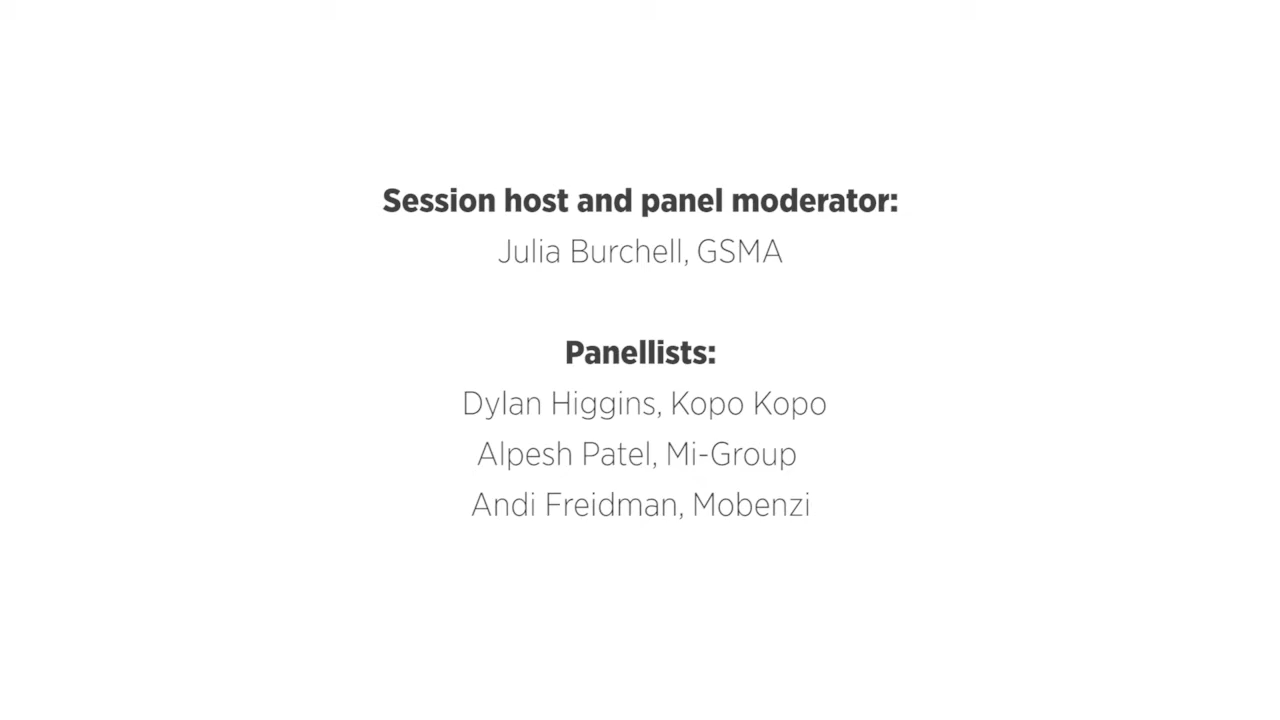 Session host and panel moderator:
Julia Burchell, GSMA
Panellists:
Dylan Higgins, Kopo Kopo
Alpesh Patel, Mi-Group
Andi Freidman, Mobenzi